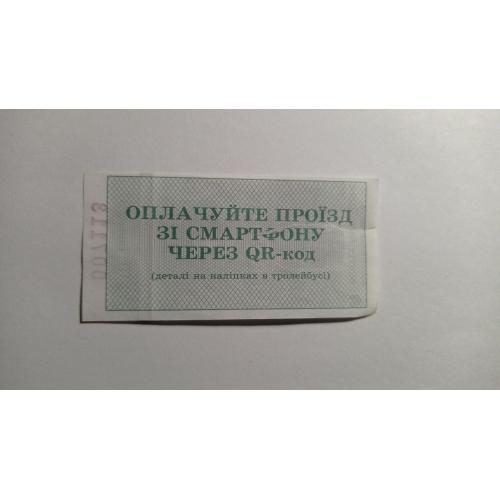 ОПЛАЧУЙТЕ ПРОЇЗД
ЗІ СМАРТФОНУ
ЧЕРЕЗ QR-код
(деталі на наліпках в тролейбусі)